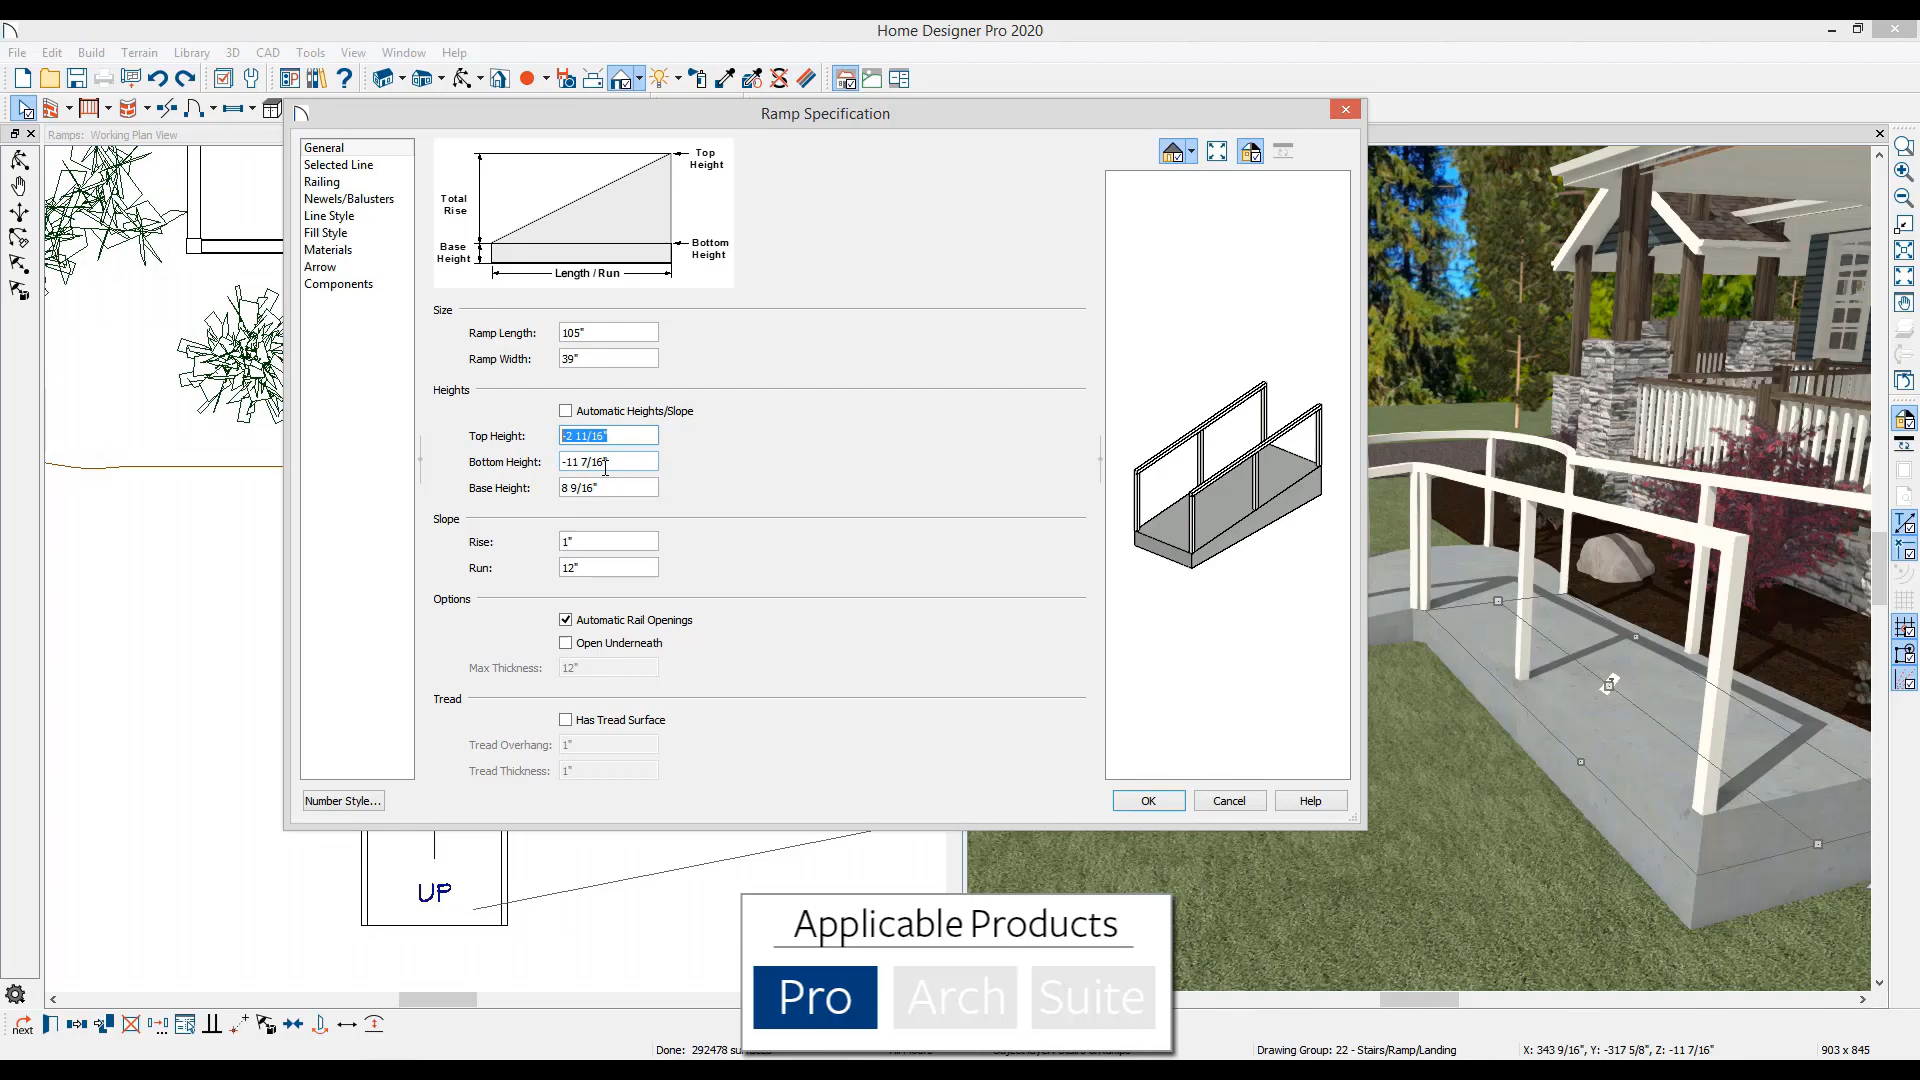 Home Designer Pro 2020
File Edit Build Terrain Library 3D CAD Tools View Window Help
Ramps: Working Plan View
Ramp Specification
General
Selected Line
Railing
Newels/Balusters
Line Style
Fill Style
Materials
Arrow
Components
Top Height
Total Rise
Base Height
Bottom Height
Length / Run
Size
Ramp Length: 105"
Ramp Width: 39"
Heights
Automatic Heights/Slope
Top Height: -2 11/16"
Bottom Height: -11 7/16"
Base Height: 8 9/16"
Slope
Rise: 1"
Run: 12"
Options
Automatic Rail Openings
Open Underneath
Max Thickness: 12"
Tread
Has Tread Surface
Tread Overhang: 1"
Tread Thickness: 1"
Number Style...
OK Cancel Help
UP
Applicable Products
Pro Arch Suite
next
Done: 292478
Drawing Group: 22 - Stairs/Ramp/Landing
X: 343 9/16", Y: -317 5/8", Z: -11 7/16"
903 x 845